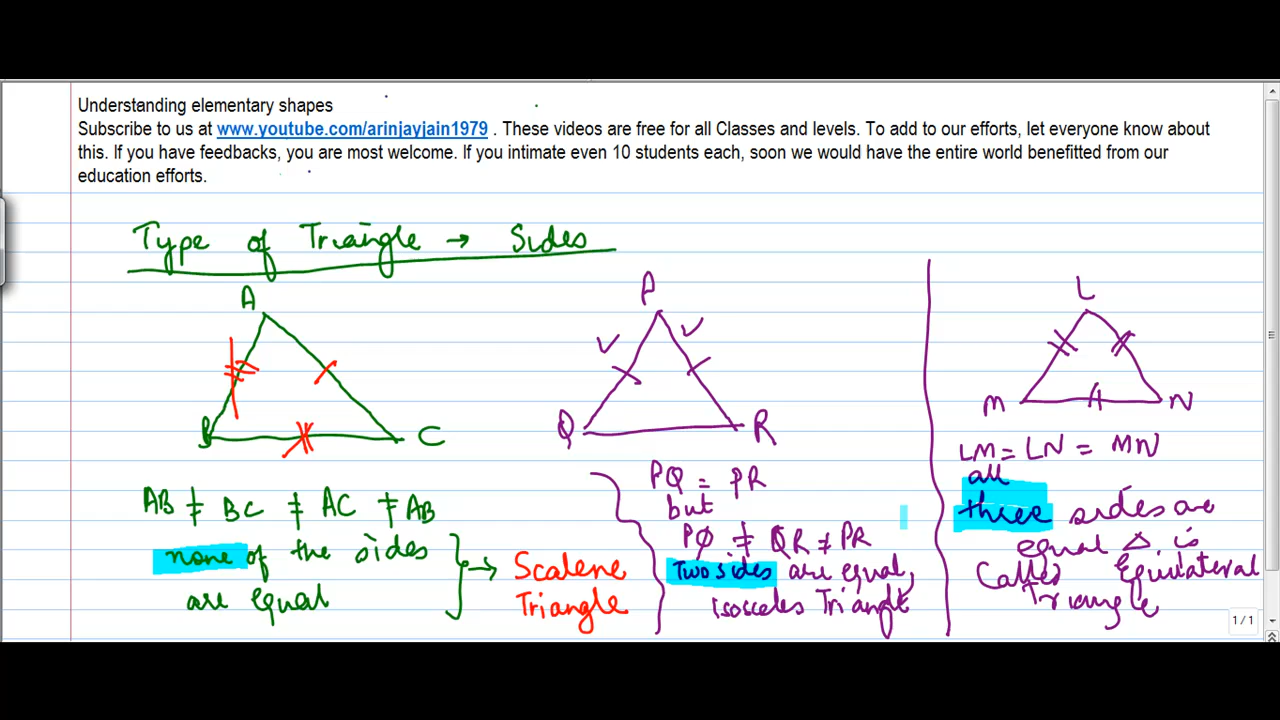 Understanding elementary shapes
Subscribe to us at www.youtube.com/arinjayjain1979 . These videos are free for all Classes and levels. To add to our efforts, let everyone know about
this. If you have feedbacks, you are most welcome. If you intimate even 10 students each, soon we would have the entire world benefitted from our
education efforts.
Type of Triangle → Sides
A
B
C
AB ≠ BC ≠ AC ≠ AB
none of the sides
are equal
→ Scalene
Triangle
P
Q
R
PQ = PR
but
PQ ≠ QR ≠ PR
Two sides are equal,
isosceles Triangle
L
M
N
LM = LN = MN
all
three sides are
equal Δ is
Called Equilateral
Triangle
1 / 1